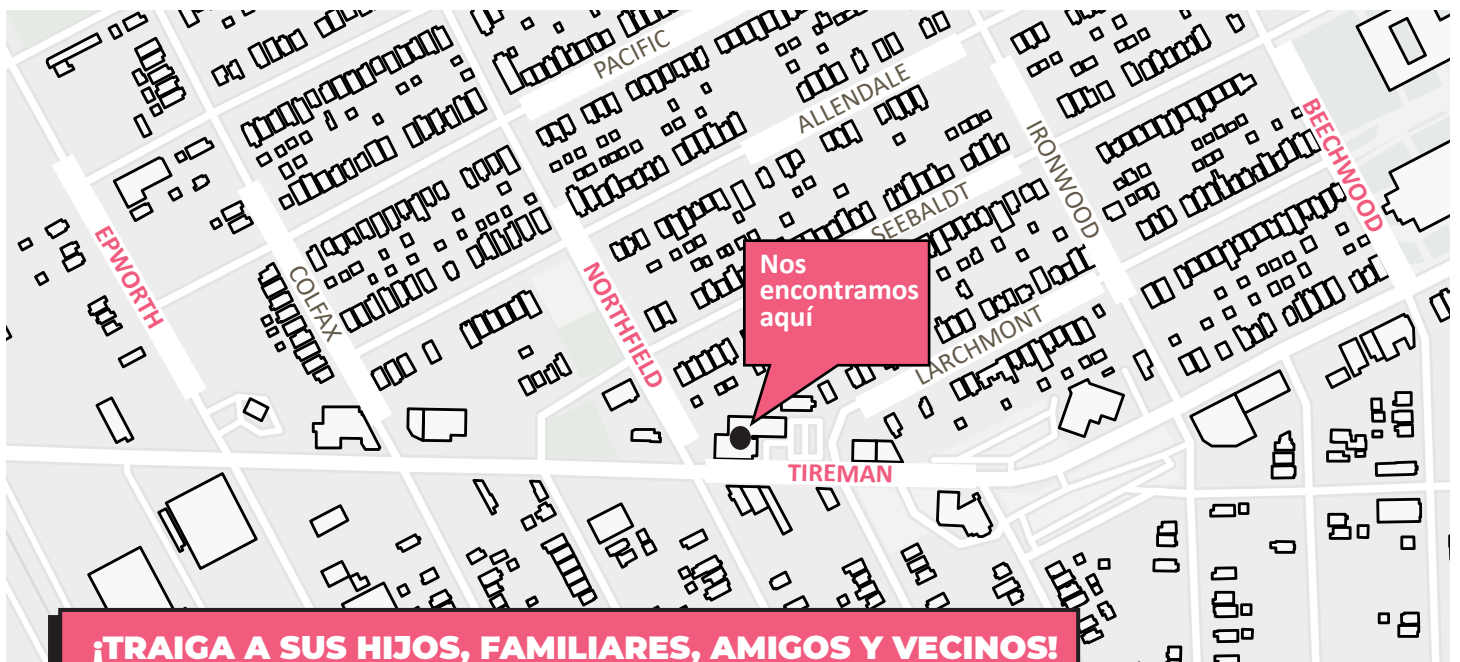 PACIFIC
ALLENDALE
IRONWOOD
BEECHWOOD
SEEBALDT
EPWORTH
COLFAX
NORTHFIELD
Nos
encontramos
aquí
LARCHMONT
TIREMAN
¡TRAIGA A SUS HIJOS, FAMILIARES, AMIGOS Y VECINOS!